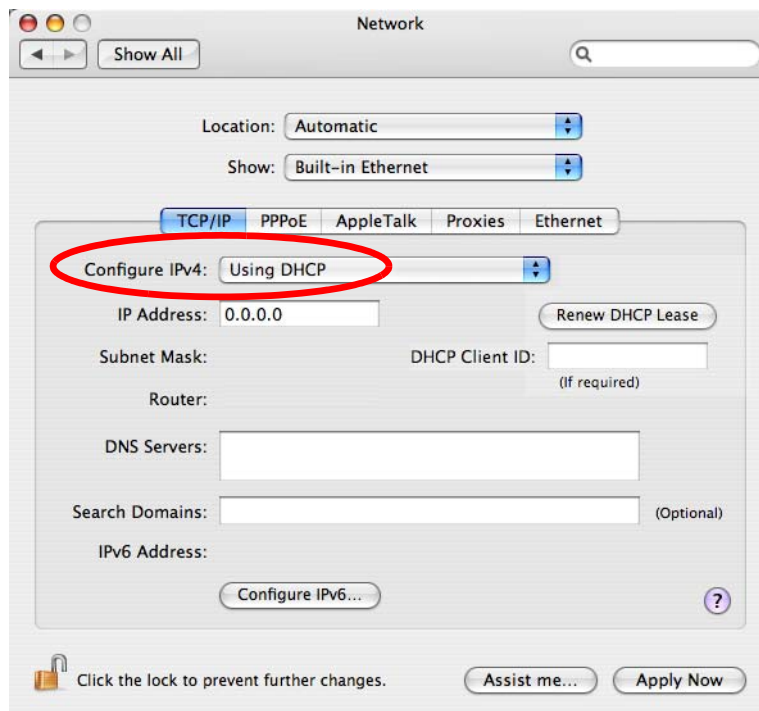 Network
Show All
Location: Automatic
Show: Built-in Ethernet
TCP/IP PPPoE AppleTalk Proxies Ethernet
Configure IPv4: Using DHCP
IP Address: 0.0.0.0 Renew DHCP Lease
Subnet Mask: DHCP Client ID:
(If required)
Router:
DNS Servers:
Search Domains: (Optional)
IPv6 Address:
Configure IPv6... ?
Click the lock to prevent further changes. Assist me... Apply Now